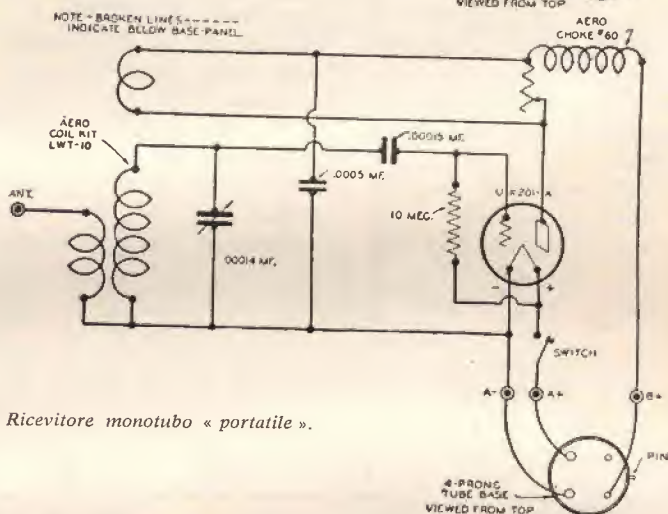 VIEWED FROM TOP
NOTE - BROKEN LINES ------
INDICATE BELOW BASE-PANEL
AERO
CHOKE #60
AERO
COIL KIT
LWT-10
ANT.
.00014 MF.
.0005 MF.
.00015 MF.
10 MEG.
- +
SWITCH
A- A+ B+
PIN
4-PRONG
TUBE BASE
VIEWED FROM TOP
Ricevitore monotubo « portatile ».